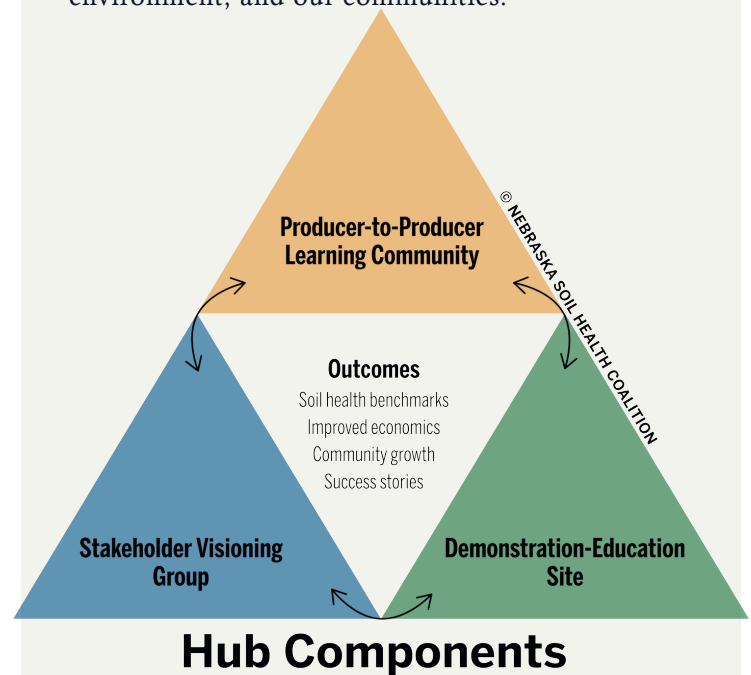 environment, and our communities.
Producer-to-Producer
Learning Community
© NEBRASKA SOIL HEALTH COALITION
Outcomes
Soil health benchmarks
Improved economics
Community growth
Success stories
Stakeholder Visioning
Group
Demonstration-Education
Site
Hub Components